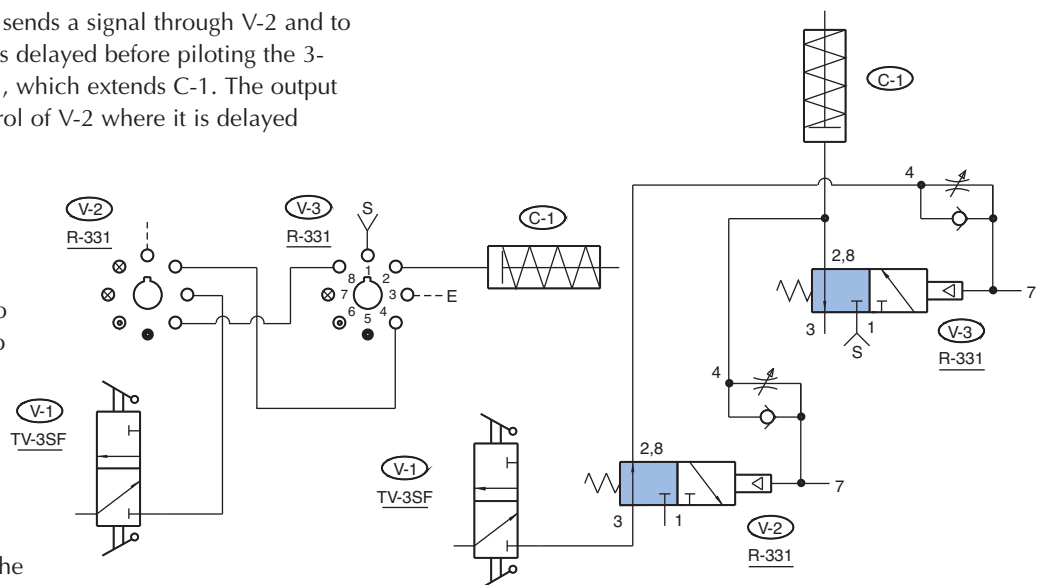 sends a signal through V-2 and to
s delayed before piloting the 3-
, which extends C-1. The output
rol of V-2 where it is delayed
o
o
he
V-2
R-331
V-3
R-331
S
1
2
3
4
5
6
7
8
E
C-1
V-1
TV-3SF
C-1
4
2,8
3
1
S
7
V-3
R-331
4
2,8
3
1
7
V-2
R-331
V-1
TV-3SF